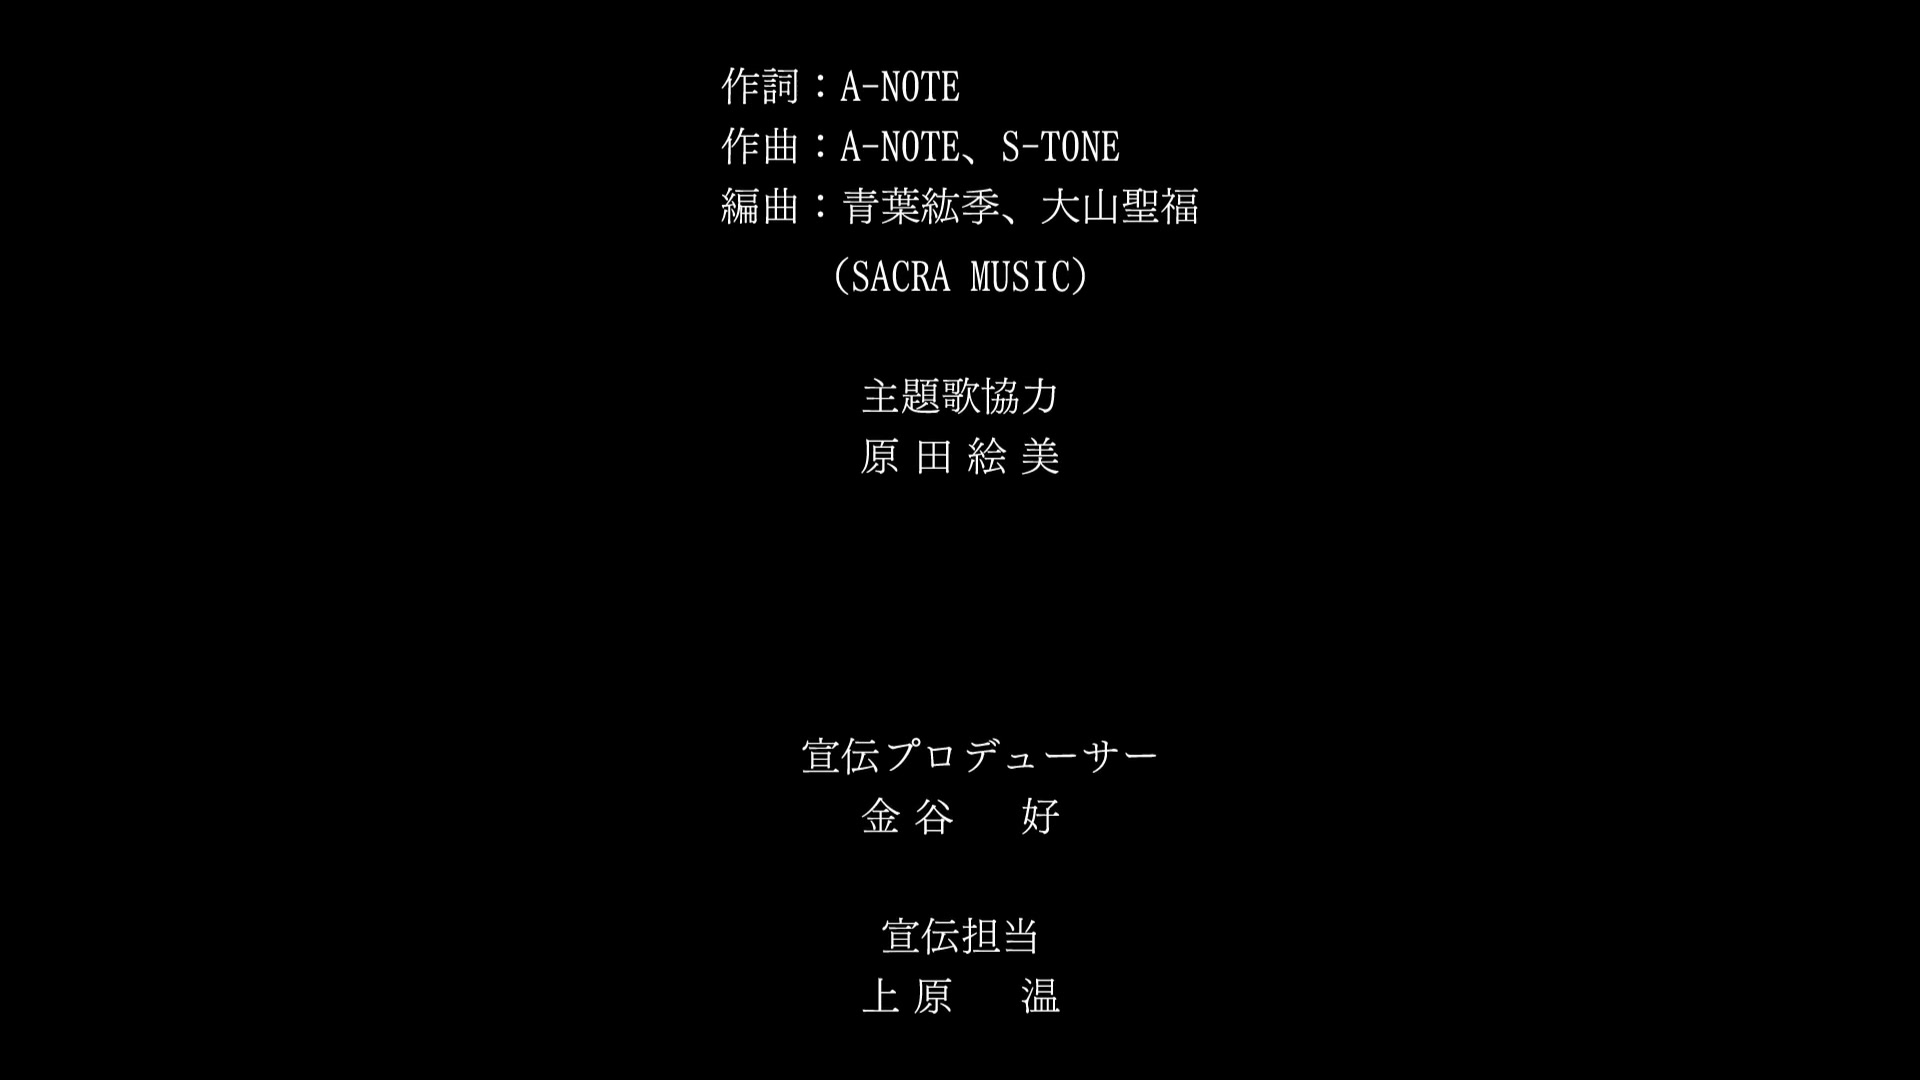 作詞：A-NOTE
作曲：A-NOTE、S-TONE
編曲：青葉紘季、大山聖福
(SACRA MUSIC)
主題歌協力
原田絵美
宣伝プロデューサー
金谷　好
宣伝担当
上原　温